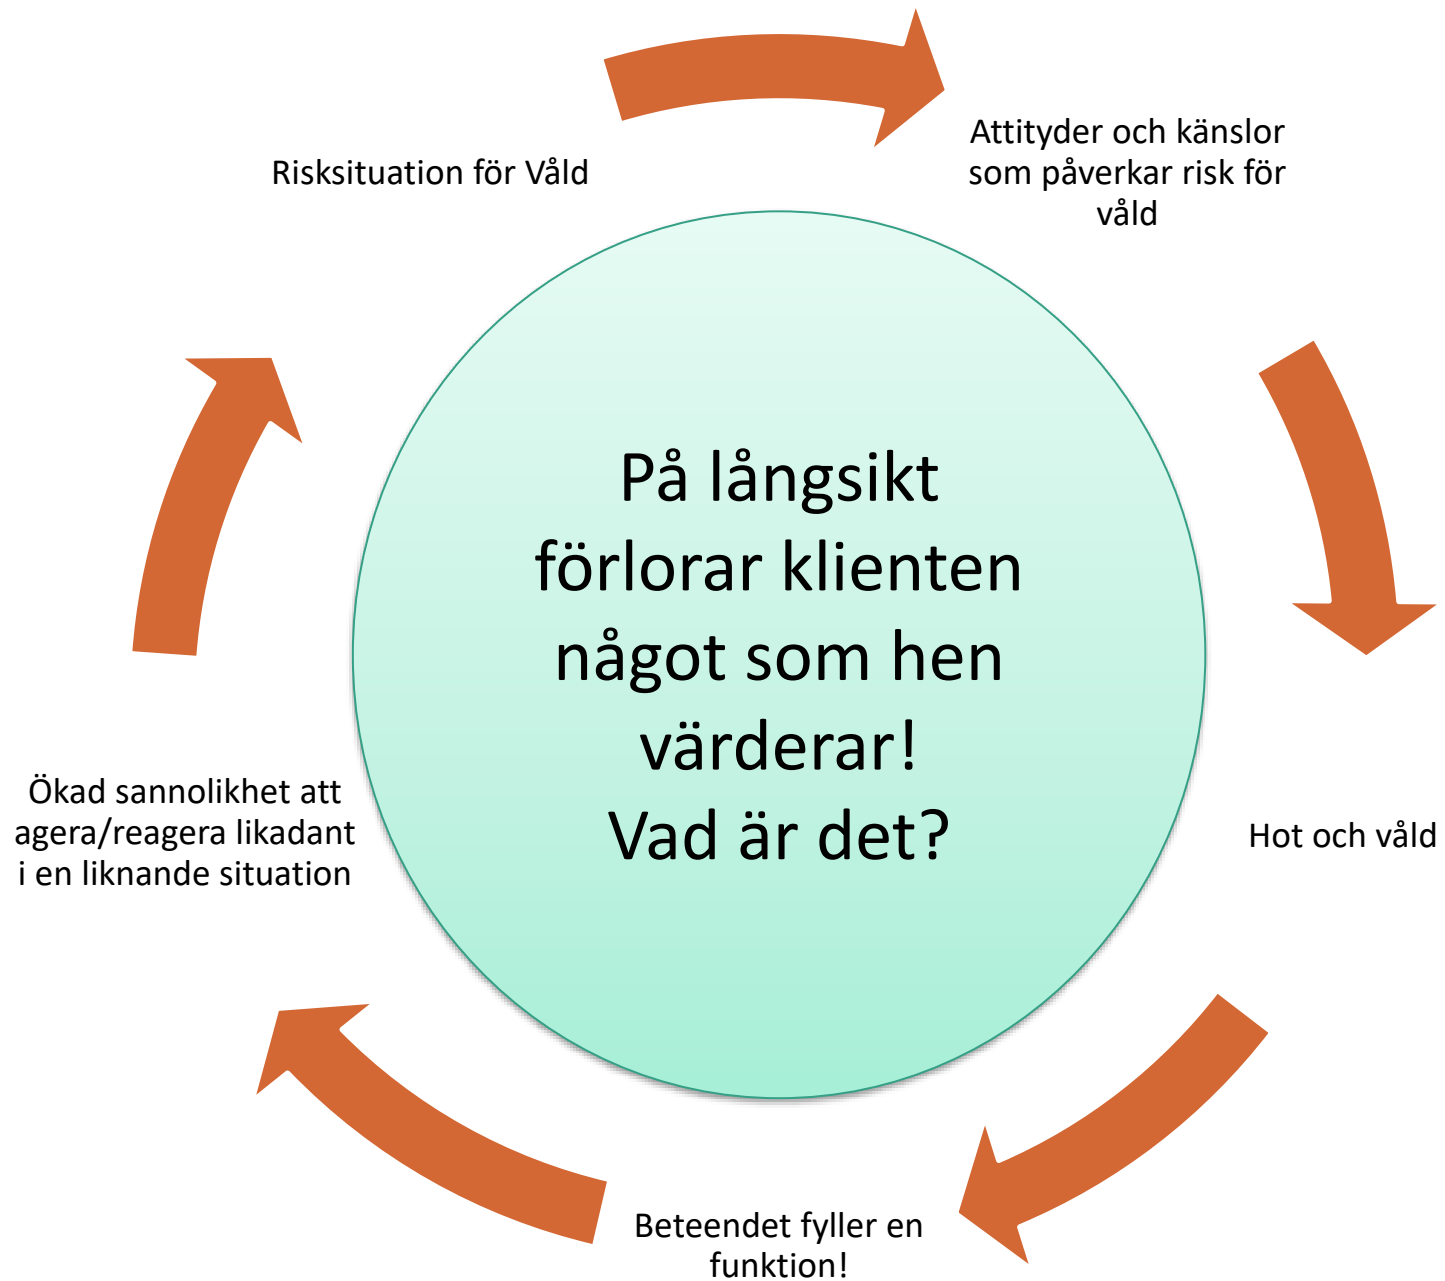 Risksituation för Våld
Attityder och känslor
som påverkar risk för
våld
Hot och våld
Beteendet fyller en
funktion!
Ökad sannolikhet att
agera/reagera likadant
i en liknande situation
På långsikt
förlorar klienten
något som hen
värderar!
Vad är det?